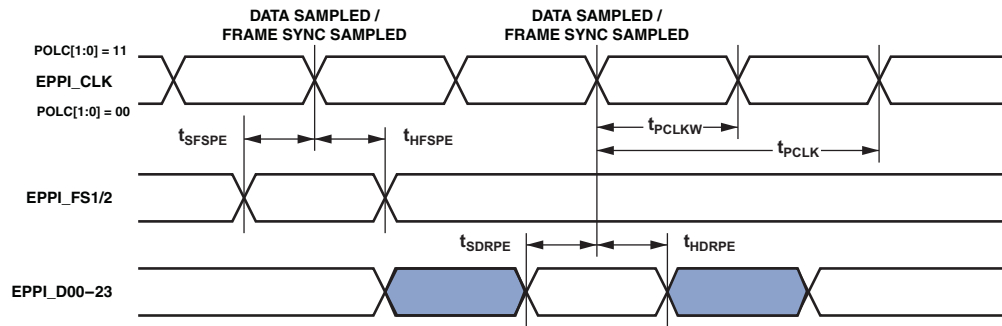 DATA SAMPLED /
FRAME SYNC SAMPLED
DATA SAMPLED /
FRAME SYNC SAMPLED
POLC[1:0] = 11
EPPI_CLK
POLC[1:0] = 00
tSFSPE
tHFSPE
tPCLKW
tPCLK
EPPI_FS1/2
tSDRPE
tHDRPE
EPPI_D00–23